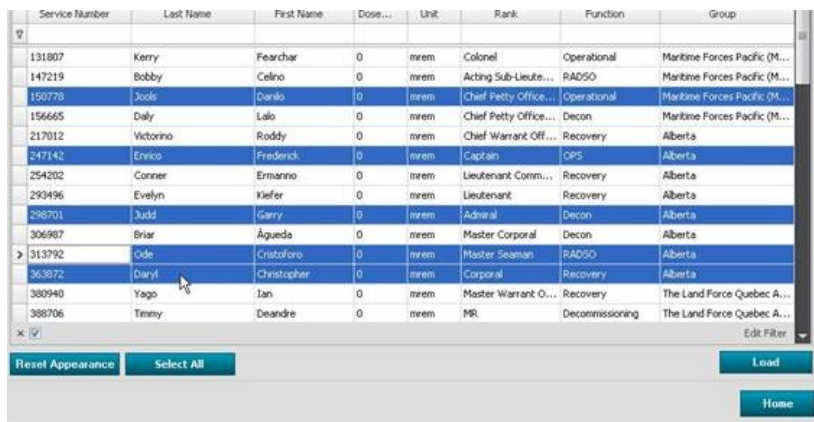 Service Number Last Name First Name Dose... Unit Rank Function Group
131807 Kerry Fearchar 0 mrem Colonel Operational Maritime Forces Pacific (M...
147219 Bobby Celino 0 mrem Acting Sub-Lieute... RADSO Maritime Forces Pacific (M...
150778 Jools Danilo 0 mrem Chief Petty Office... Operational Maritime Forces Pacific (M...
156665 Daly Lalo 0 mrem Chief Petty Office... Decon Maritime Forces Pacific (M...
217012 Victorino Roddy 0 mrem Chief Warrant Off... Recovery Alberta
247142 Enrico Frederick 0 mrem Captain OPS Alberta
254202 Conner Ermanno 0 mrem Lieutenant Comm... Recovery Alberta
293496 Evelyn Kiefer 0 mrem Lieutenant Recovery Alberta
298701 Judd Garry 0 mrem Admiral Decon Alberta
306987 Briar Águeda 0 mrem Master Corporal Decon Alberta
313792 Ode Cristoforo 0 mrem Master Seaman RADSO Alberta
363872 Daryl Christopher 0 mrem Corporal Recovery Alberta
380940 Yago Ian 0 mrem Master Warrant O... Recovery The Land Force Quebec A...
388706 Timmy Deandre 0 mrem MR Decommissioning The Land Force Quebec A...
Edit Filter
Reset Appearance Select All Load
Home